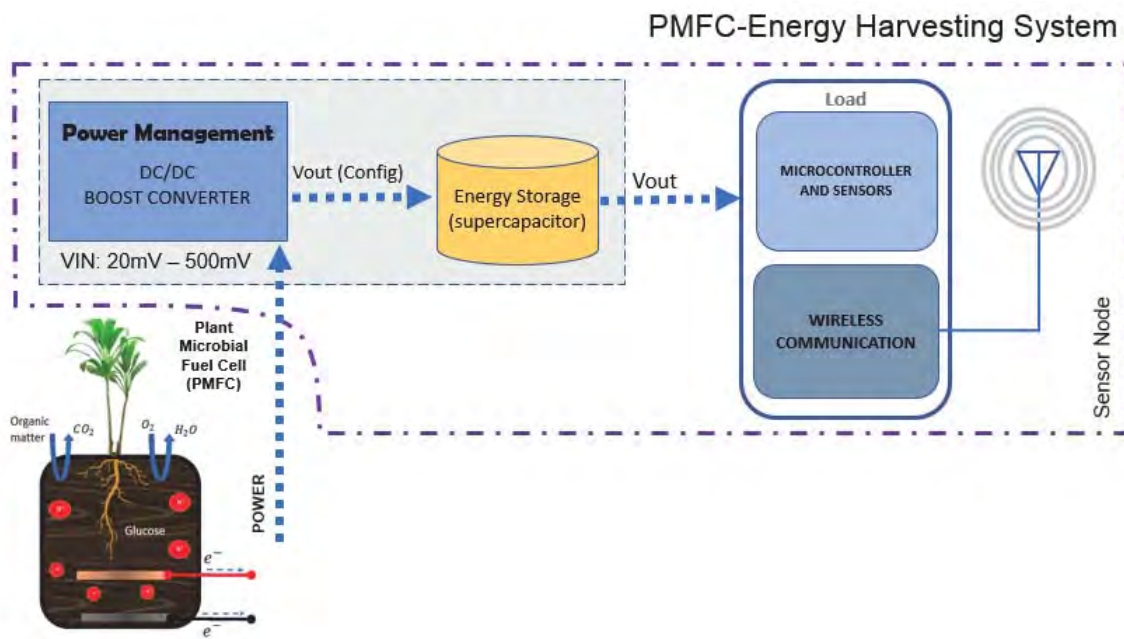 PMFC-Energy Harvesting System
Power Management
DC/DC
BOOST CONVERTER
VIN: 20mV – 500mV
Vout (Config)
Energy Storage
(supercapacitor)
Vout
Load
MICROCONTROLLER
AND SENSORS
WIRELESS
COMMUNICATION
Sensor Node
Plant
Microbial
Fuel Cell
(PMFC)
POWER
Organic
matter
CO₂
O₂
H₂O
Glucose
e⁻
e⁻